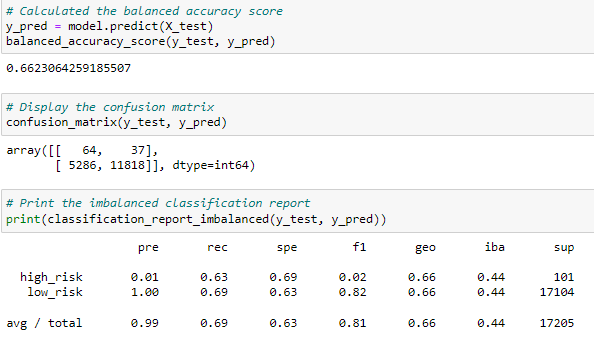 # Calculated the balanced accuracy score
y_pred = model.predict(X_test)
balanced_accuracy_score(y_test, y_pred)
0.6623064259185507
# Display the confusion matrix
confusion_matrix(y_test, y_pred)
array([[   64,    37],
       [ 5286, 11818]], dtype=int64)
# Print the imbalanced classification report
print(classification_report_imbalanced(y_test, y_pred))
                   pre       rec       spe        f1       geo       iba       sup
  high_risk       0.01      0.63      0.69      0.02      0.66      0.44       101
   low_risk       1.00      0.69      0.63      0.82      0.66      0.44     17104
avg / total       0.99      0.69      0.63      0.81      0.66      0.44     17205